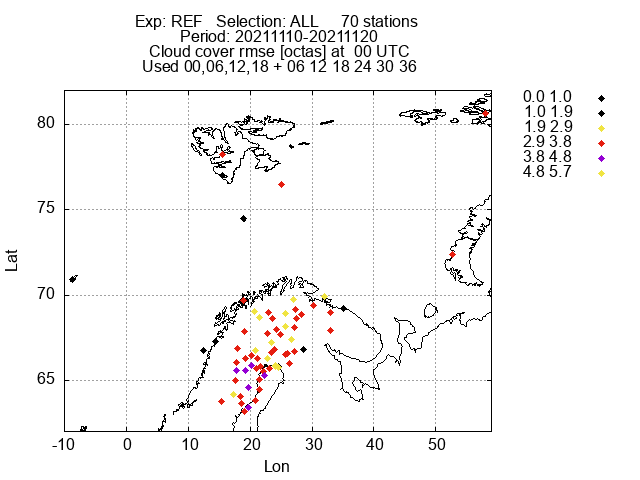 Exp: REF   Selection: ALL     70 stations
Period: 20211110-20211120
Cloud cover rmse [octas] at  00 UTC
Used 00,06,12,18 + 06 12 18 24 30 36
0.0 1.0
1.0 1.9
1.9 2.9
2.9 3.8
3.8 4.8
4.8 5.7
80
75
70
65
Lat
-10 0 10 20 30 40 50
Lon